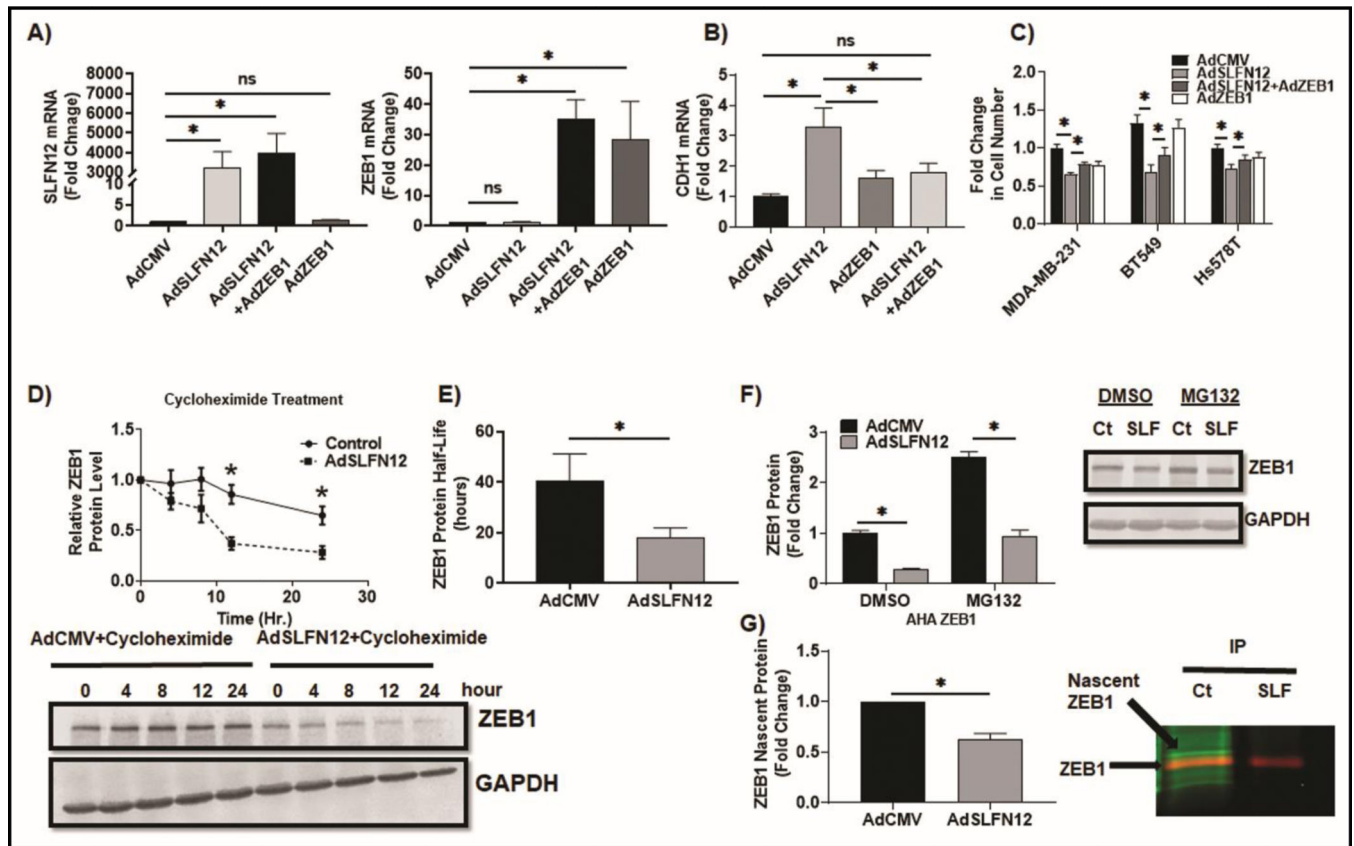 A)
SLFN12 mRNA
(Fold Chnage)
8000
7000
6000
5000
4000
3000
10
5
0
ns
*
*
AdCMV
AdSLFN12
AdSLFN12
+AdZEB1
AdZEB1
ZEB1 mRNA
(Fold Change)
50
40
30
20
10
0
*
*
ns
AdCMV
AdSLFN12
AdSLFN12
+AdZEB1
AdZEB1
B)
CDH1 mRNA
(Fold Change)
5
4
3
2
1
0
ns
*
*
*
AdCMV
AdSLFN12
AdZEB1
AdSLFN12
+AdZEB1
C)
Fold Change
in Cell Number
2.0
1.5
1.0
0.5
0.0
AdCMV
AdSLFN12
AdSLFN12+AdZEB1
AdZEB1
*
*
*
*
*
*
MDA-MB-231
BT549
Hs578T
D)
Cycloheximide Treatment
Relative ZEB1
Protein Level
1.5
1.0
0.5
0.0
Control
AdSLFN12
*
*
0
10
20
30
Time (Hr.)
AdCMV+Cycloheximide
AdSLFN12+Cycloheximide
0 4 8 12 24 0 4 8 12 24 hour
ZEB1
GAPDH
E)
ZEB1 Protein Half-Life
(hours)
60
40
20
0
*
AdCMV
AdSLFN12
F)
ZEB1 Protein
(Fold Change)
3
2
1
0
AdCMV
AdSLFN12
*
*
DMSO
MG132
DMSO MG132
Ct SLF Ct SLF
ZEB1
GAPDH
G)
AHA ZEB1
ZEB1 Nascent Protein
(Fold Change)
1.5
1.0
0.5
0.0
*
AdCMV
AdSLFN12
IP
Ct SLF
Nascent
ZEB1
ZEB1